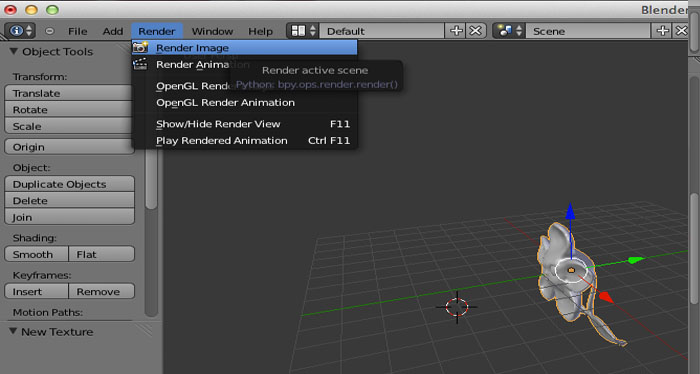 Blender
File Add Render Window Help Default Scene
Object Tools
Transform:
Translate
Rotate
Scale
Origin
Object:
Duplicate Objects
Delete
Join
Shading:
Smooth Flat
Keyframes:
Insert Remove
Motion Paths:
New Texture
Render Image
Render Animation
Render active scene
Python: bpy.ops.render.render()
OpenGL Rend
OpenGL Render Animation
Show/Hide Render View F11
Play Rendered Animation Ctrl F11